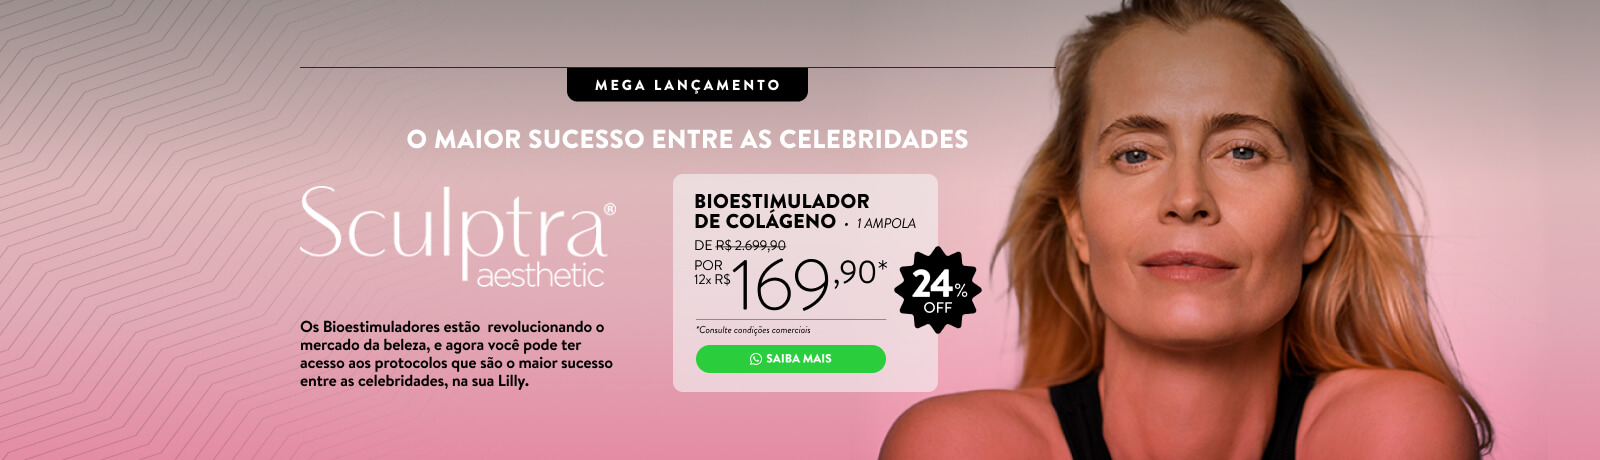 MEGA LANÇAMENTO
O MAIOR SUCESSO ENTRE AS CELEBRIDADES
Sculptra®
aesthetic
Os Bioestimuladores estão revolucionando o
mercado da beleza, e agora você pode ter
acesso aos protocolos que são o maior sucesso
entre as celebridades, na sua Lilly.
BIOESTIMULADOR
DE COLÁGENO · 1 AMPOLA
DE R$ 2.699,90
POR
12x R$ 169,90*
24% OFF
*Consulte condições comerciais
SAIBA MAIS